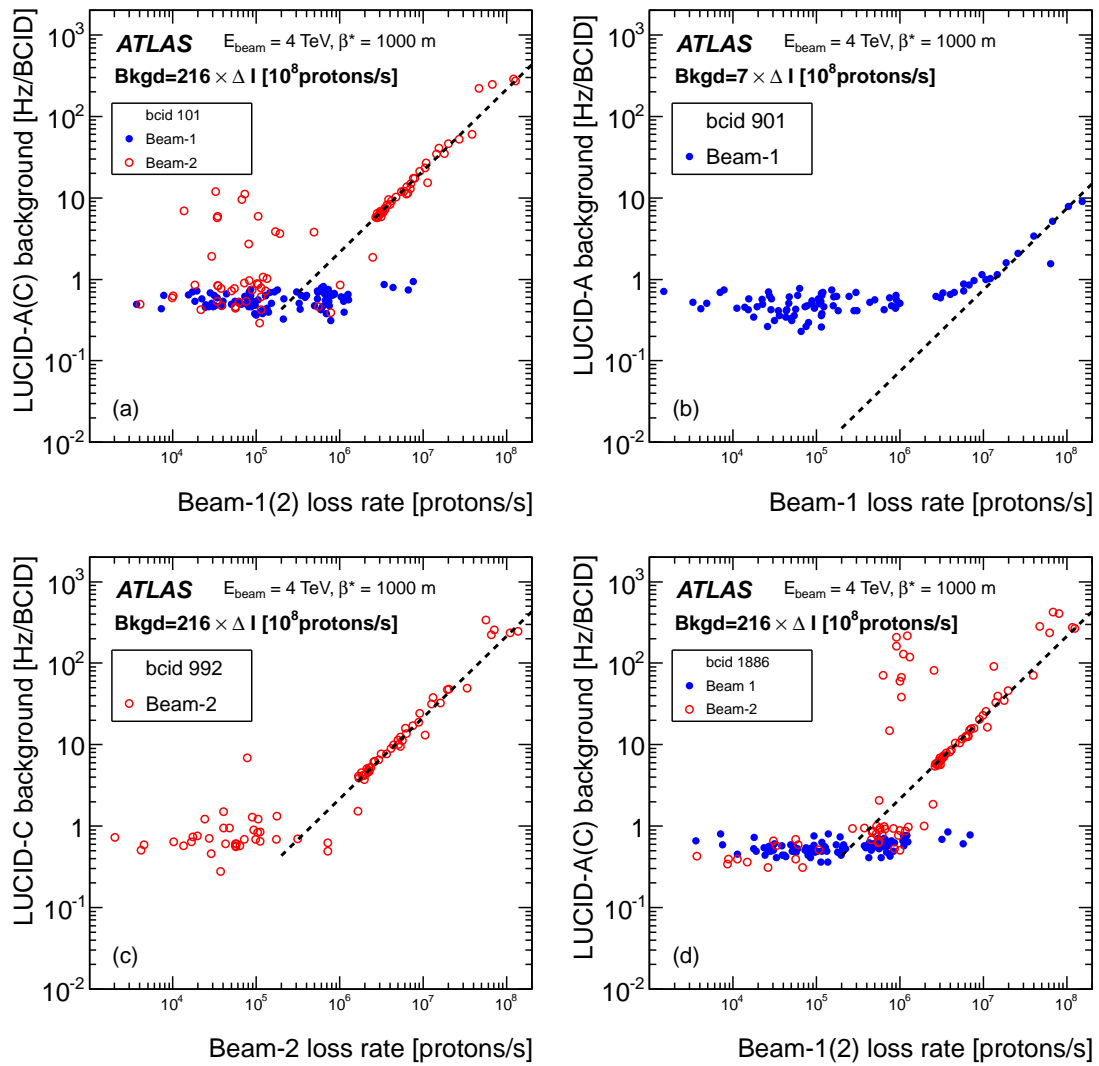 ATLAS E_beam = 4 TeV, β* = 1000 m
Bkgd=216 × Δ I [10^8protons/s]
bcid 101
Beam-1
Beam-2
LUCID-A(C) background [Hz/BCID]
10^3
10^2
10
1
10^-1
10^-2
(a)
10^4 10^5 10^6 10^7 10^8
Beam-1(2) loss rate [protons/s]
ATLAS E_beam = 4 TeV, β* = 1000 m
Bkgd=7 × Δ I [10^8protons/s]
bcid 901
Beam-1
LUCID-A background [Hz/BCID]
10^3
10^2
10
1
10^-1
10^-2
(b)
10^4 10^5 10^6 10^7 10^8
Beam-1 loss rate [protons/s]
ATLAS E_beam = 4 TeV, β* = 1000 m
Bkgd=216 × Δ I [10^8protons/s]
bcid 992
Beam-2
LUCID-C background [Hz/BCID]
10^3
10^2
10
1
10^-1
10^-2
(c)
10^4 10^5 10^6 10^7 10^8
Beam-2 loss rate [protons/s]
ATLAS E_beam = 4 TeV, β* = 1000 m
Bkgd=216 × Δ I [10^8protons/s]
bcid 1886
Beam 1
Beam-2
LUCID-A(C) background [Hz/BCID]
10^3
10^2
10
1
10^-1
10^-2
(d)
10^4 10^5 10^6 10^7 10^8
Beam-1(2) loss rate [protons/s]